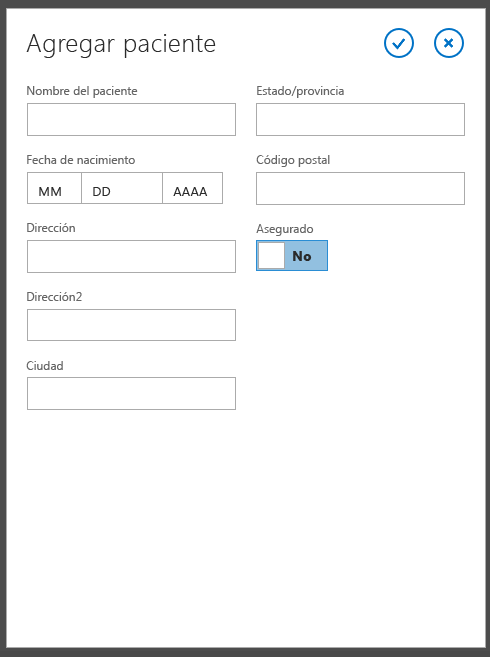 Agregar paciente
Nombre del paciente
Fecha de nacimiento
MM DD AAAA
Dirección
Dirección2
Ciudad
Estado/provincia
Código postal
Asegurado
No